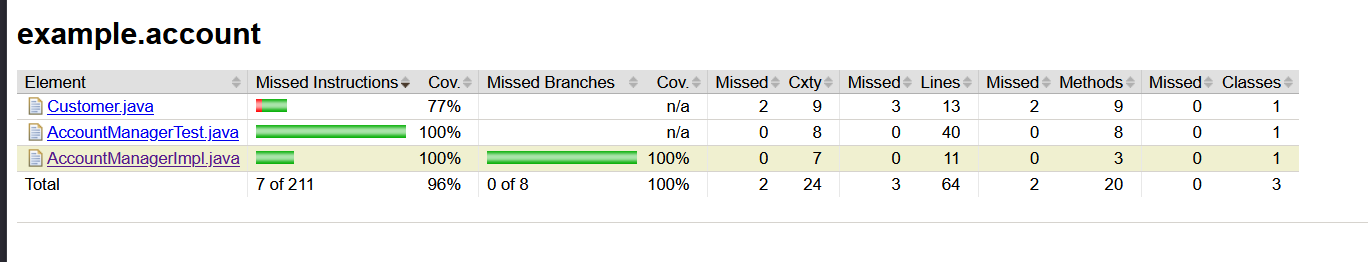 example.account
Element Missed Instructions Cov. Missed Branches Cov. Missed Cxty Missed Lines Missed Methods Missed Classes
Customer.java 77% n/a 2 9 3 13 2 9 0 1
AccountManagerTest.java 100% n/a 0 8 0 40 0 8 0 1
AccountManagerImpl.java 100% 100% 0 7 0 11 0 3 0 1
Total 7 of 211 96% 0 of 8 100% 2 24 3 64 2 20 0 3